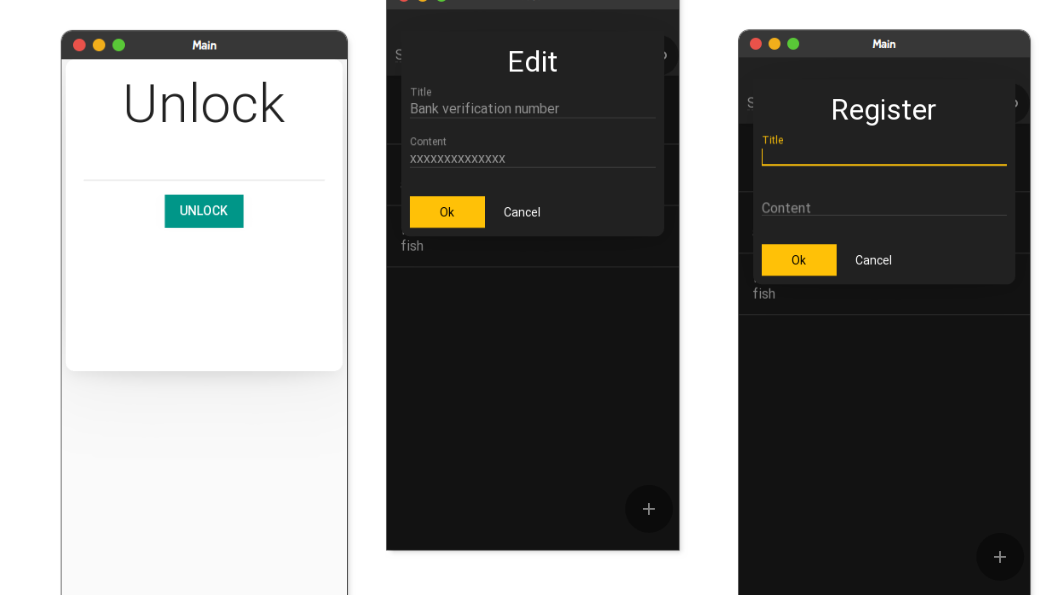 Main
Unlock
UNLOCK
Edit
Title
Bank verification number
Content
xxxxxxxxxxxxxx
Ok
Cancel
fish
+
Main
Register
Title
Content
Ok
Cancel
fish
+